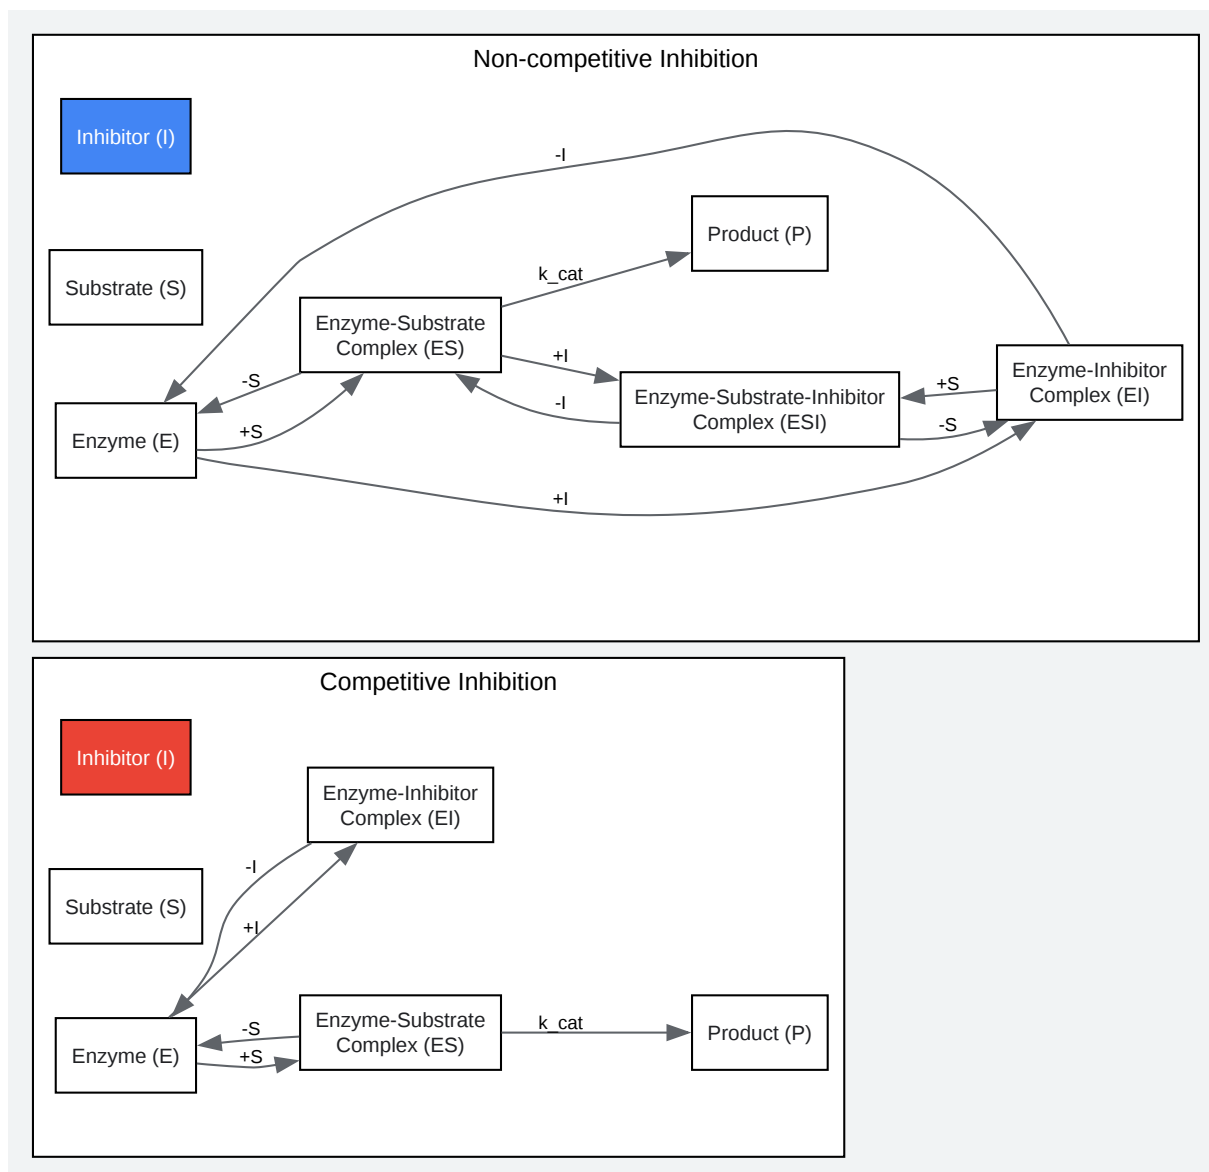 Non-competitive Inhibition
Inhibitor (I)
-I
Product (P)
Substrate (S)
k_cat
Enzyme-Substrate
Complex (ES)
+I
-S
-I
Enzyme-Substrate-Inhibitor
Complex (ESI)
+S
-S
Enzyme-Inhibitor
Complex (EI)
Enzyme (E)
+S
+I
Competitive Inhibition
Inhibitor (I)
Enzyme-Inhibitor
Complex (EI)
-I
Substrate (S)
+I
Enzyme-Substrate
Complex (ES)
-S
+S
k_cat
Product (P)
Enzyme (E)